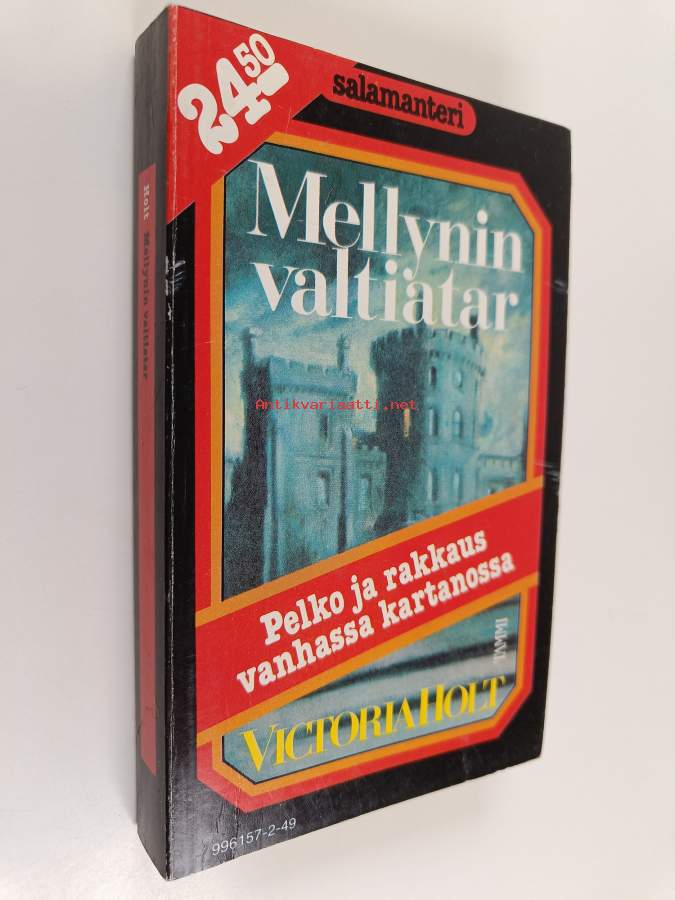 24.50
salamanteri
Mellynin
valtiatar
Antikvariaatti.net
Pelko ja rakkaus
vanhassa kartanossa
TAMMI
VICTORIA HOLT
996157-2-49
Holt Mellynin valtiatar